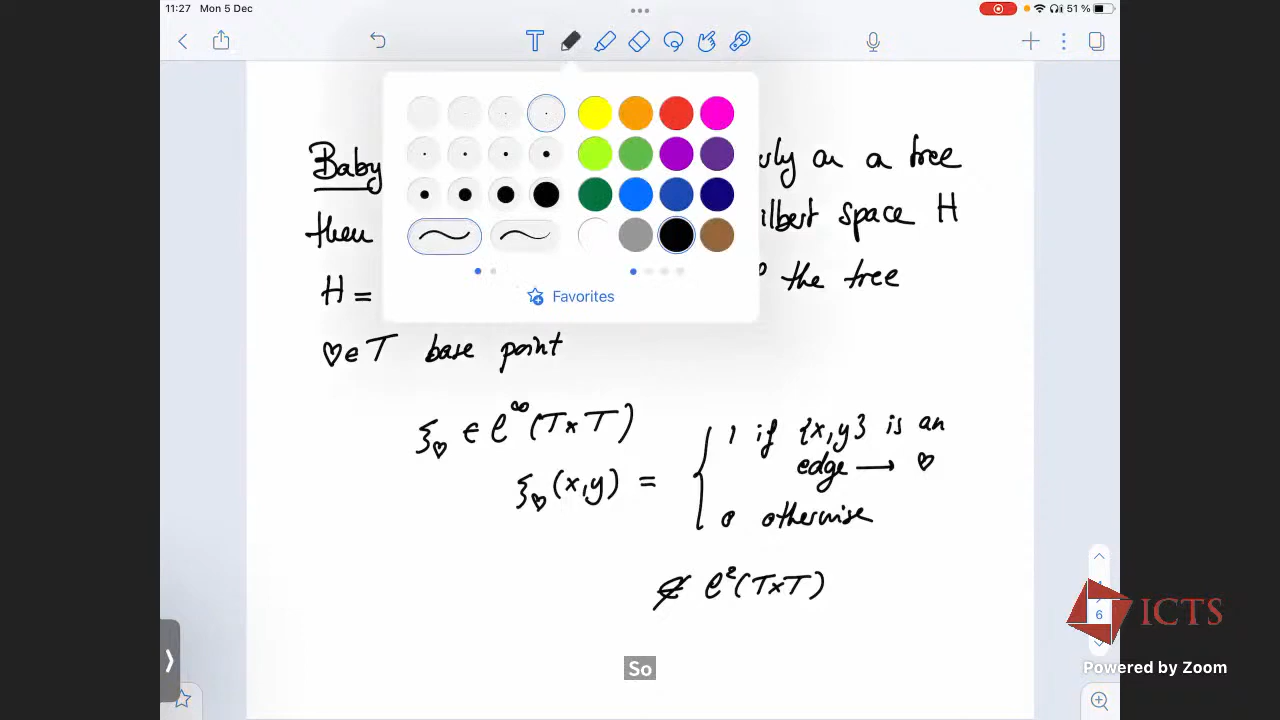 11:27 Mon 5 Dec
51 %
T
Favorites
Baby on a tree
then ilbert space H
H = the tree
♡∈T base point
ξ♡ ∈ ℓ∞(T×T)
ξ♡(x,y) = { 1 if {x,y} is an
edge → ♡
0 otherwise
∉ ℓ²(T×T)
6
ICTS
So
Powered by Zoom